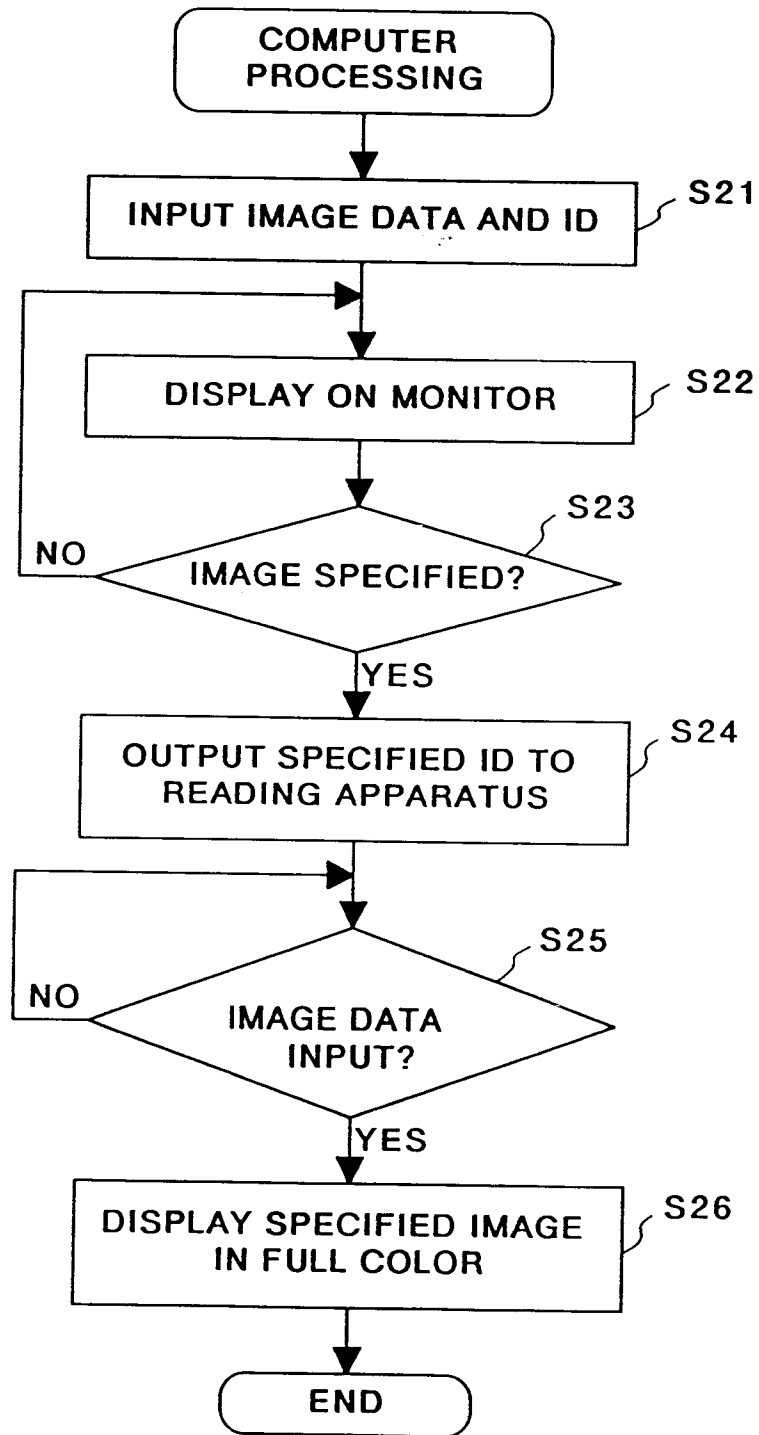 COMPUTER
PROCESSING
S21
INPUT IMAGE DATA AND ID
S22
DISPLAY ON MONITOR
S23
NO
IMAGE SPECIFIED?
YES
S24
OUTPUT SPECIFIED ID TO
READING APPARATUS
S25
NO
IMAGE DATA
INPUT?
YES
S26
DISPLAY SPECIFIED IMAGE
IN FULL COLOR
END